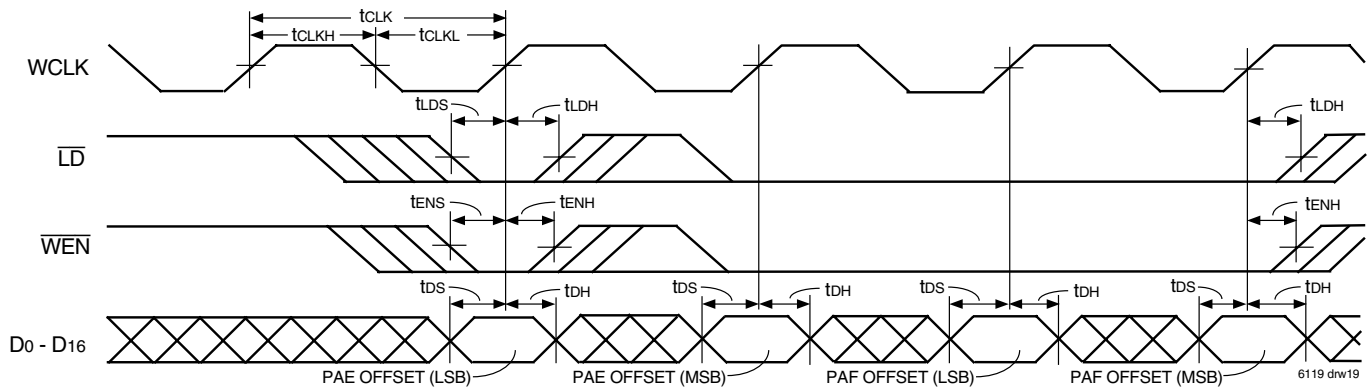 tCLK
tCLKH tCLKL
WCLK
tLDS tLDH tLDH
LD
tENS tENH tENH
WEN
tDS tDH tDS tDH tDS tDH tDS tDH
D0 - D16
PAE OFFSET (LSB) PAE OFFSET (MSB) PAF OFFSET (LSB) PAF OFFSET (MSB) 6119 drw19